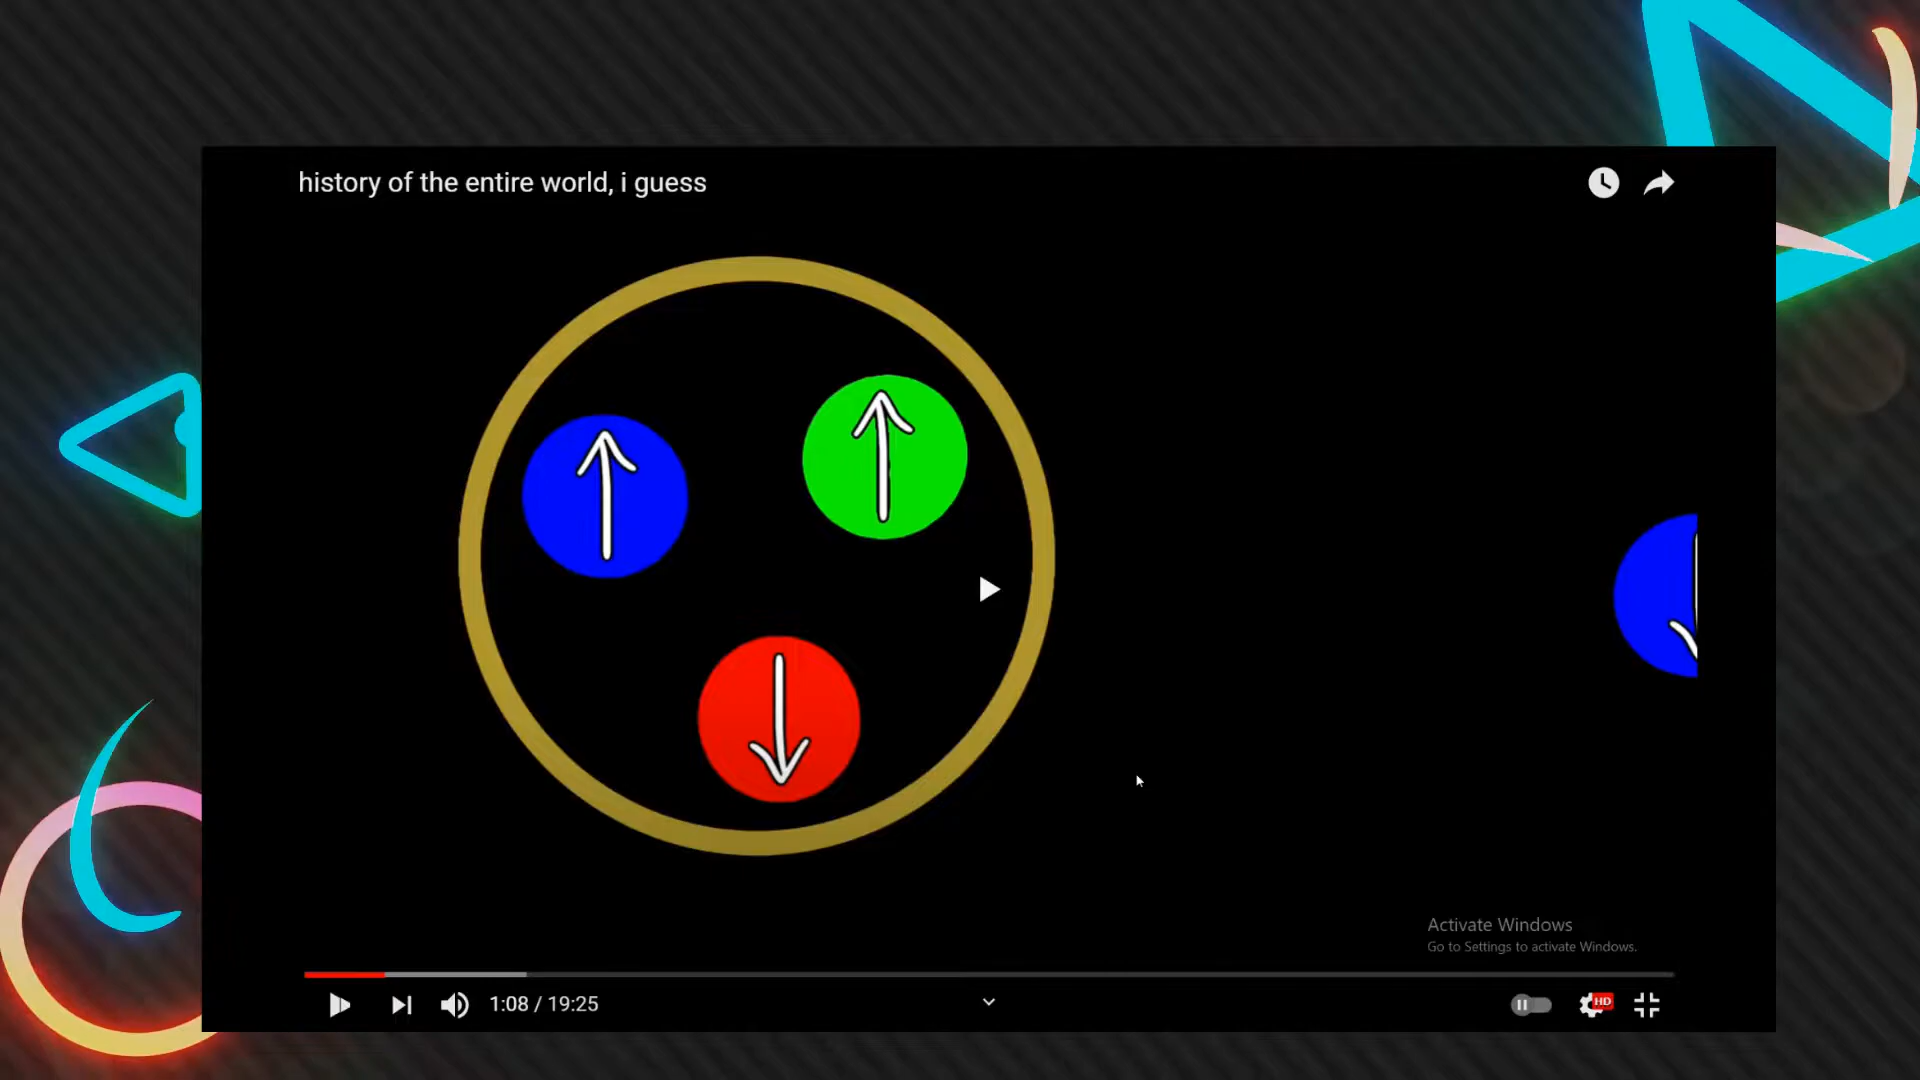 history of the entire world, i guess
Activate Windows
Go to Settings to activate Windows.
1:08 / 19:25
HD